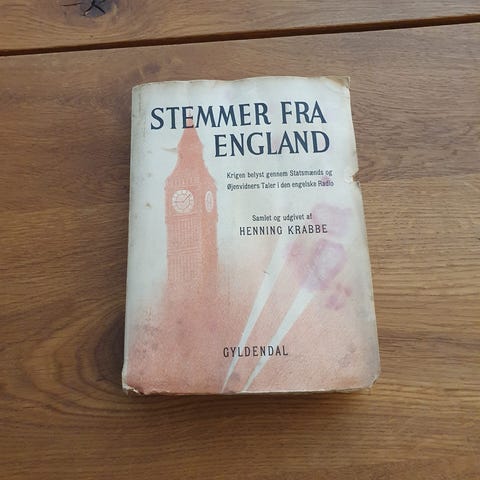 STEMMER FRA
ENGLAND
Krigen belyst gennem Statsmænds og
Øjenvidners Taler i den engelske Radio
Samlet og udgivet af
HENNING KRABBE
GYLDENDAL